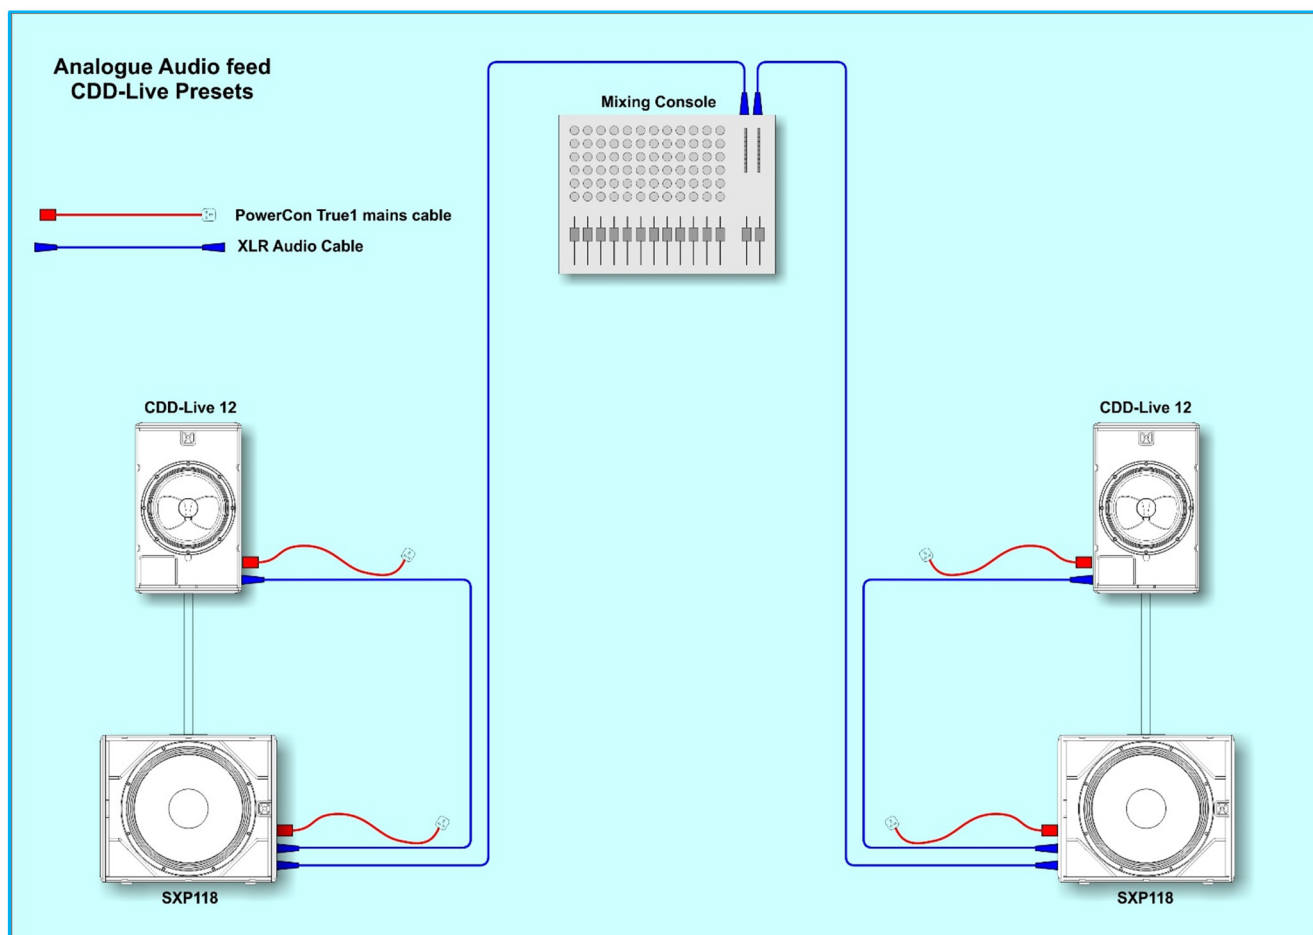 Analogue Audio feed
CDD-Live Presets
Mixing Console
PowerCon True1 mains cable
XLR Audio Cable
CDD-Live 12
CDD-Live 12
SXP118
SXP118